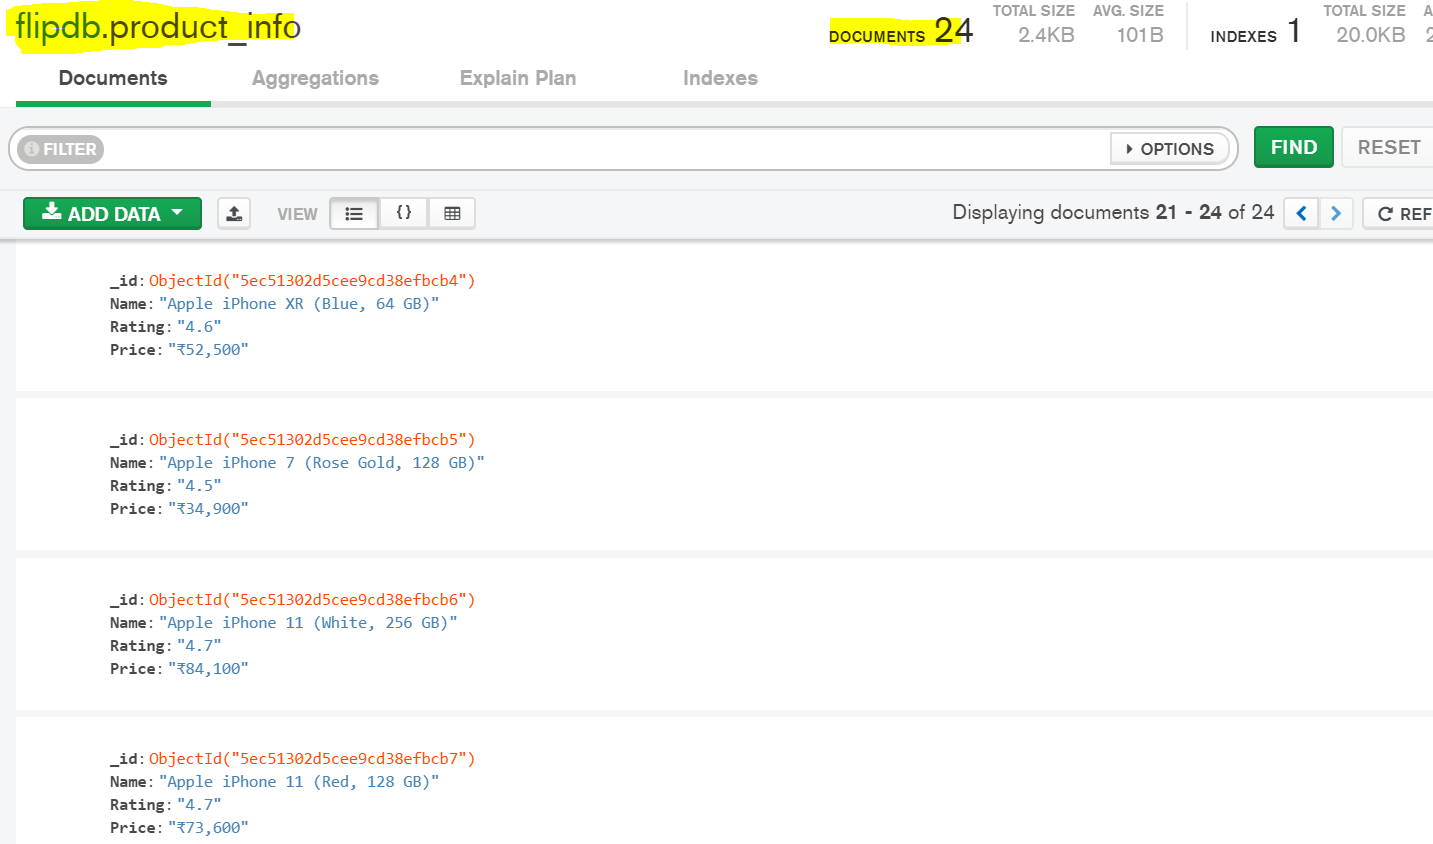 flipdb.product_info
DOCUMENTS 24
TOTAL SIZE AVG. SIZE
2.4KB 101B
INDEXES 1
TOTAL SIZE A
20.0KB 2
Documents Aggregations Explain Plan Indexes
FILTER
OPTIONS
FIND
RESET
ADD DATA
VIEW
{}
Displaying documents 21 - 24 of 24
REF
_id: ObjectId("5ec51302d5cee9cd38efbcb4")
Name: "Apple iPhone XR (Blue, 64 GB)"
Rating: "4.6"
Price: "₹52,500"
_id: ObjectId("5ec51302d5cee9cd38efbcb5")
Name: "Apple iPhone 7 (Rose Gold, 128 GB)"
Rating: "4.5"
Price: "₹34,900"
_id: ObjectId("5ec51302d5cee9cd38efbcb6")
Name: "Apple iPhone 11 (White, 256 GB)"
Rating: "4.7"
Price: "₹84,100"
_id: ObjectId("5ec51302d5cee9cd38efbcb7")
Name: "Apple iPhone 11 (Red, 128 GB)"
Rating: "4.7"
Price: "₹73,600"